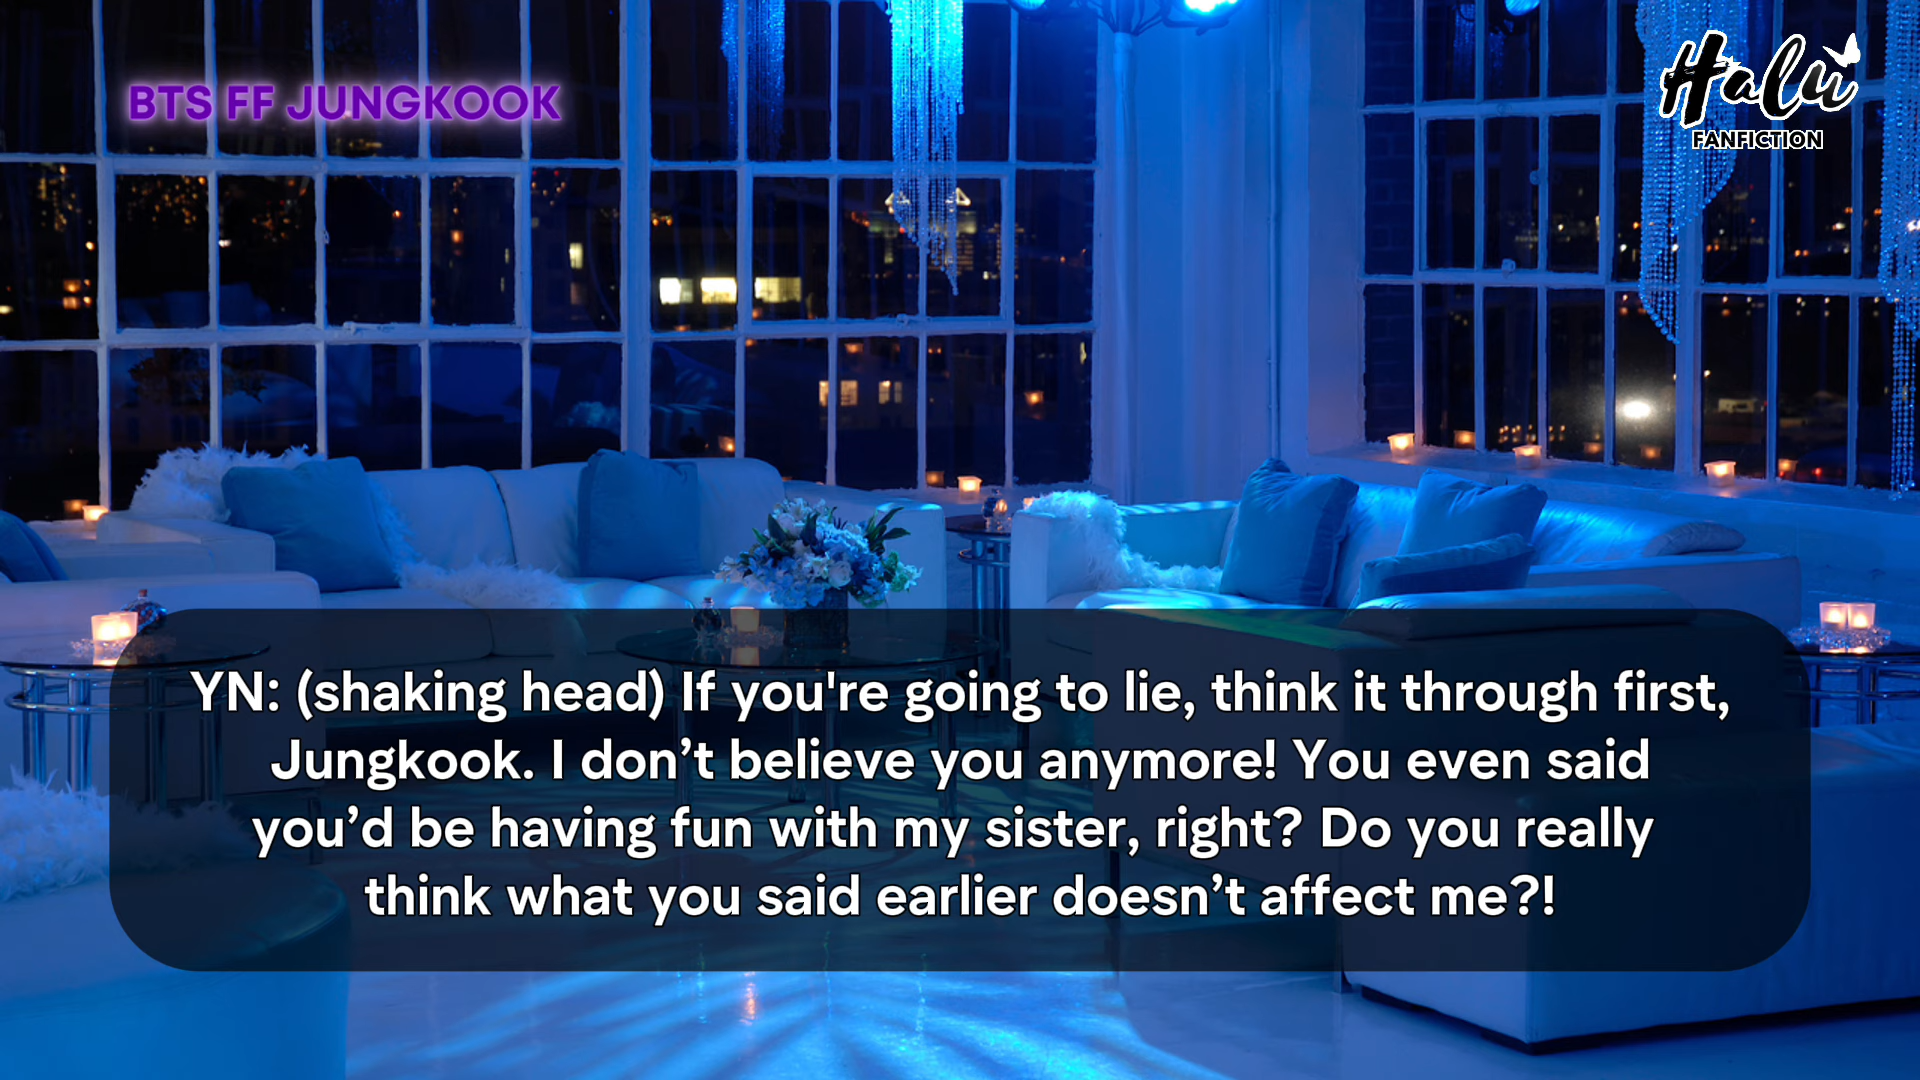 BTS FF JUNGKOOK
Halu
FANFICTION
YN: (shaking head) If you're going to lie, think it through first,
Jungkook. I don’t believe you anymore! You even said
you’d be having fun with my sister, right? Do you really
think what you said earlier doesn’t affect me?!